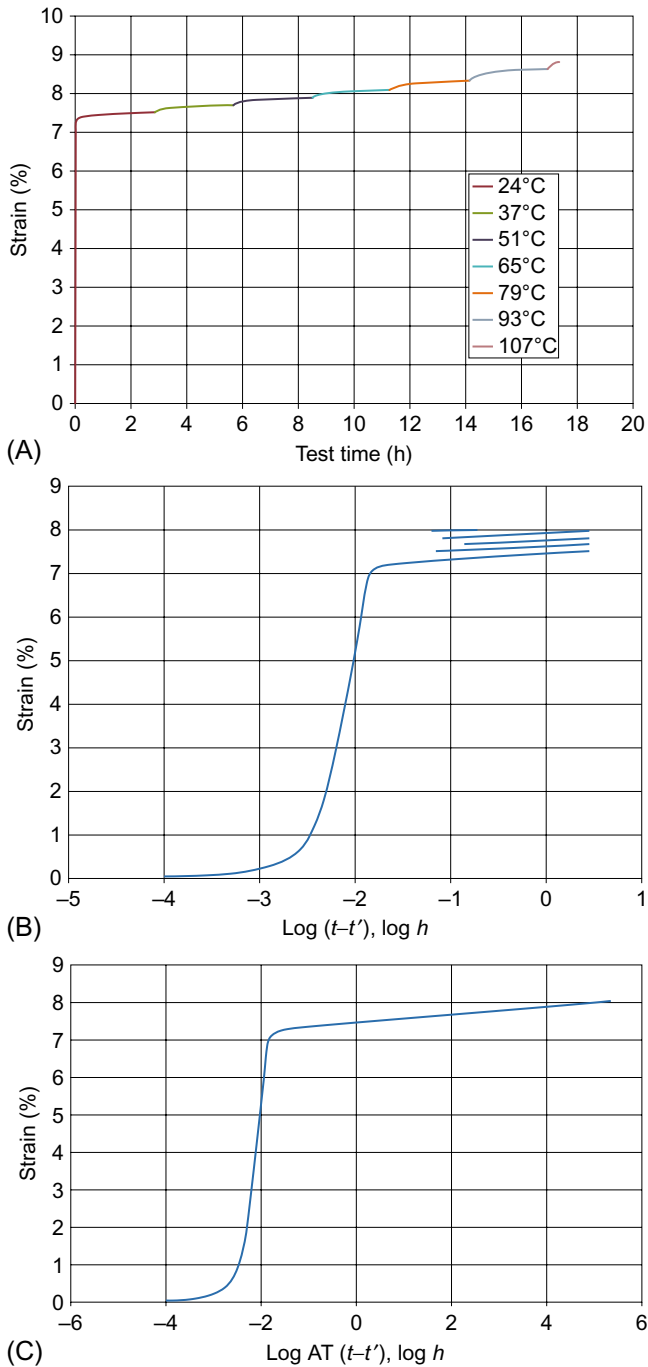 10
9
8
7
6
5
4
3
2
1
0
Strain (%)
24°C
37°C
51°C
65°C
79°C
93°C
107°C
0 2 4 6 8 10 12 14 16 18 20
Test time (h)
(A)
9
8
7
6
5
4
3
2
1
0
Strain (%)
–5 –4 –3 –2 –1 0 1
Log (t–t′), log h
(B)
9
8
7
6
5
4
3
2
1
0
Strain (%)
–6 –4 –2 0 2 4 6
Log AT (t–t′), log h
(C)